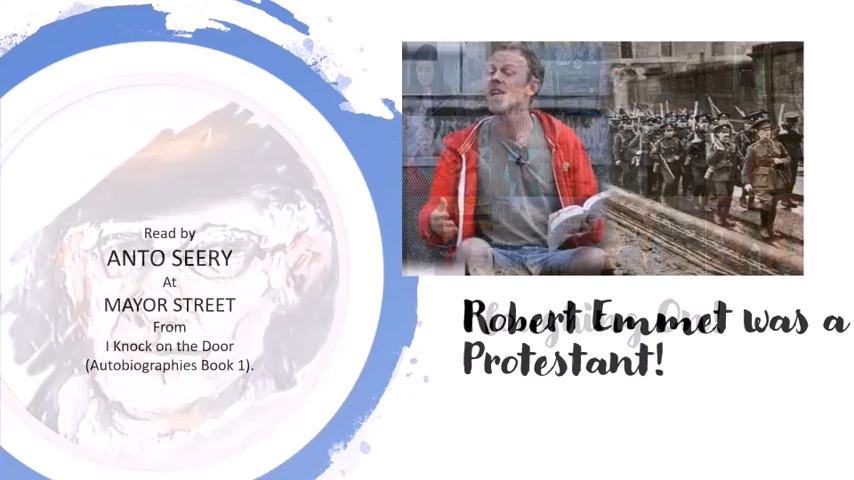 Read by
ANTO SEERY
At
MAYOR STREET
From
I Knock on the Door
(Autobiographies Book 1).
Robert Emmet was a
Protestant!